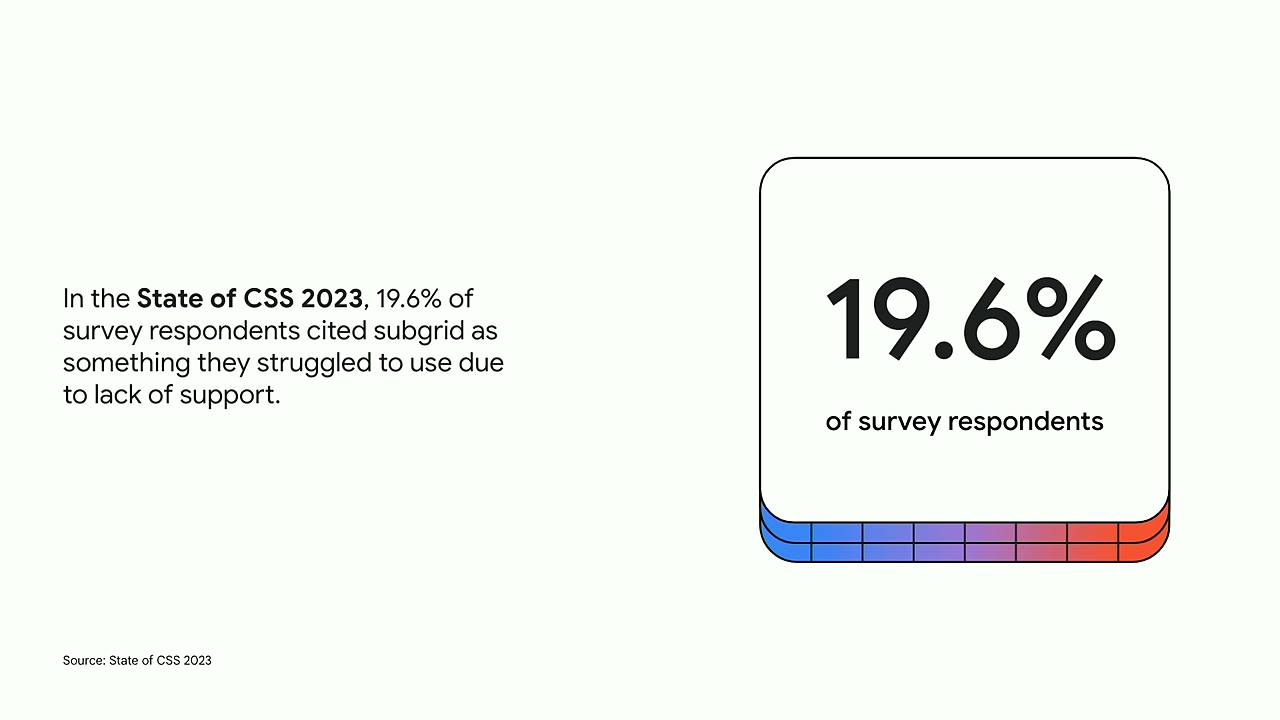 In the State of CSS 2023, 19.6% of
survey respondents cited subgrid as
something they struggled to use due
to lack of support.
19.6%
of survey respondents
Source: State of CSS 2023